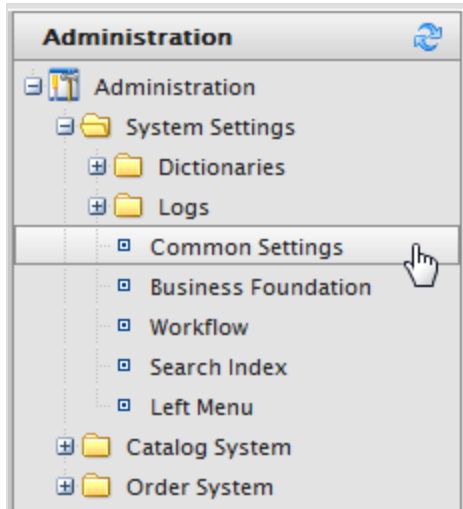 Administration
Administration
System Settings
Dictionaries
Logs
Common Settings
Business Foundation
Workflow
Search Index
Left Menu
Catalog System
Order System